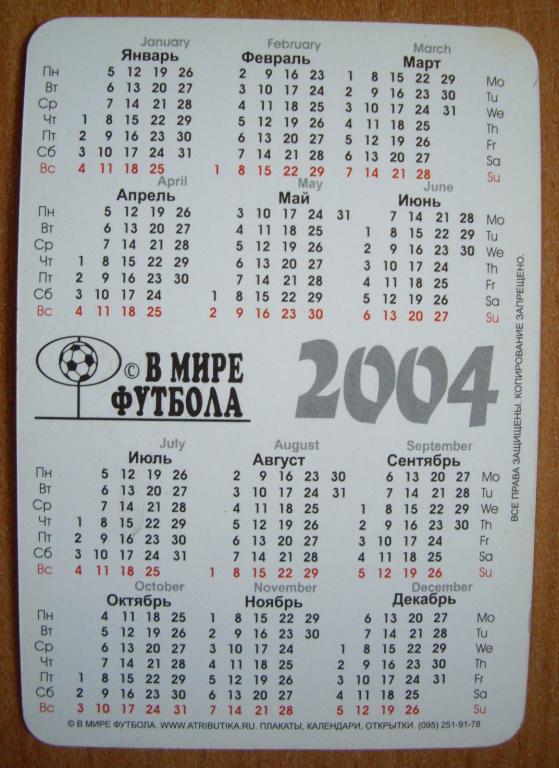 January February March
Январь Февраль Март
Пн 5 12 19 26 2 9 16 23 1 8 15 22 29 Mo
Вт 6 13 20 27 3 10 17 24 2 9 16 23 30 Tu
Ср 7 14 21 28 4 11 18 25 3 10 17 24 31 We
Чт 1 8 15 22 29 5 12 19 26 4 11 18 25 Th
Пт 2 9 16 23 30 6 13 20 27 5 12 19 26 Fr
Сб 3 10 17 24 31 7 14 21 28 6 13 20 27 Sa
Вс 4 11 18 25 1 8 15 22 29 7 14 21 28 Su
April May June
Апрель Май Июнь
Пн 5 12 19 26 3 10 17 24 31 7 14 21 28 Mo
Вт 6 13 20 27 4 11 18 25 1 8 15 22 29 Tu
Ср 7 14 21 28 5 12 19 26 2 9 16 23 30 We
Чт 1 8 15 22 29 6 13 20 27 3 10 17 24 Th
Пт 2 9 16 23 30 7 14 21 28 4 11 18 25 Fr
Сб 3 10 17 24 1 8 15 22 29 5 12 19 26 Sa
Вс 4 11 18 25 2 9 16 23 30 6 13 20 27 Su
© В МИРЕ
ФУТБОЛА
2004
ВСЕ ПРАВА ЗАЩИЩЕНЫ. КОПИРОВАНИЕ ЗАПРЕЩЕНО.
July August September
Июль Август Сентябрь
Пн 5 12 19 26 2 9 16 23 30 6 13 20 27 Mo
Вт 6 13 20 27 3 10 17 24 31 7 14 21 28 Tu
Ср 7 14 21 28 4 11 18 25 1 8 15 22 29 We
Чт 1 8 15 22 29 5 12 19 26 2 9 16 23 30 Th
Пт 2 9 16 23 30 6 13 20 27 3 10 17 24 Fr
Сб 3 10 17 24 31 7 14 21 28 4 11 18 25 Sa
Вс 4 11 18 25 1 8 15 22 29 5 12 19 26 Su
October November December
Октябрь Ноябрь Декабрь
Пн 4 11 18 25 1 8 15 22 29 6 13 20 27 Mo
Вт 5 12 19 26 2 9 16 23 30 7 14 21 28 Tu
Ср 6 13 20 27 3 10 17 24 1 8 15 22 29 We
Чт 7 14 21 28 4 11 18 25 2 9 16 23 30 Th
Пт 1 8 15 22 29 5 12 19 26 3 10 17 24 31 Fr
Сб 2 9 16 23 30 6 13 20 27 4 11 18 25 Sa
Вс 3 10 17 24 31 7 14 21 28 5 12 19 26 Su
© В МИРЕ ФУТБОЛА. WWW.ATRIBUTIKA.RU. ПЛАКАТЫ, КАЛЕНДАРИ, ОТКРЫТКИ. (095) 251-91-78